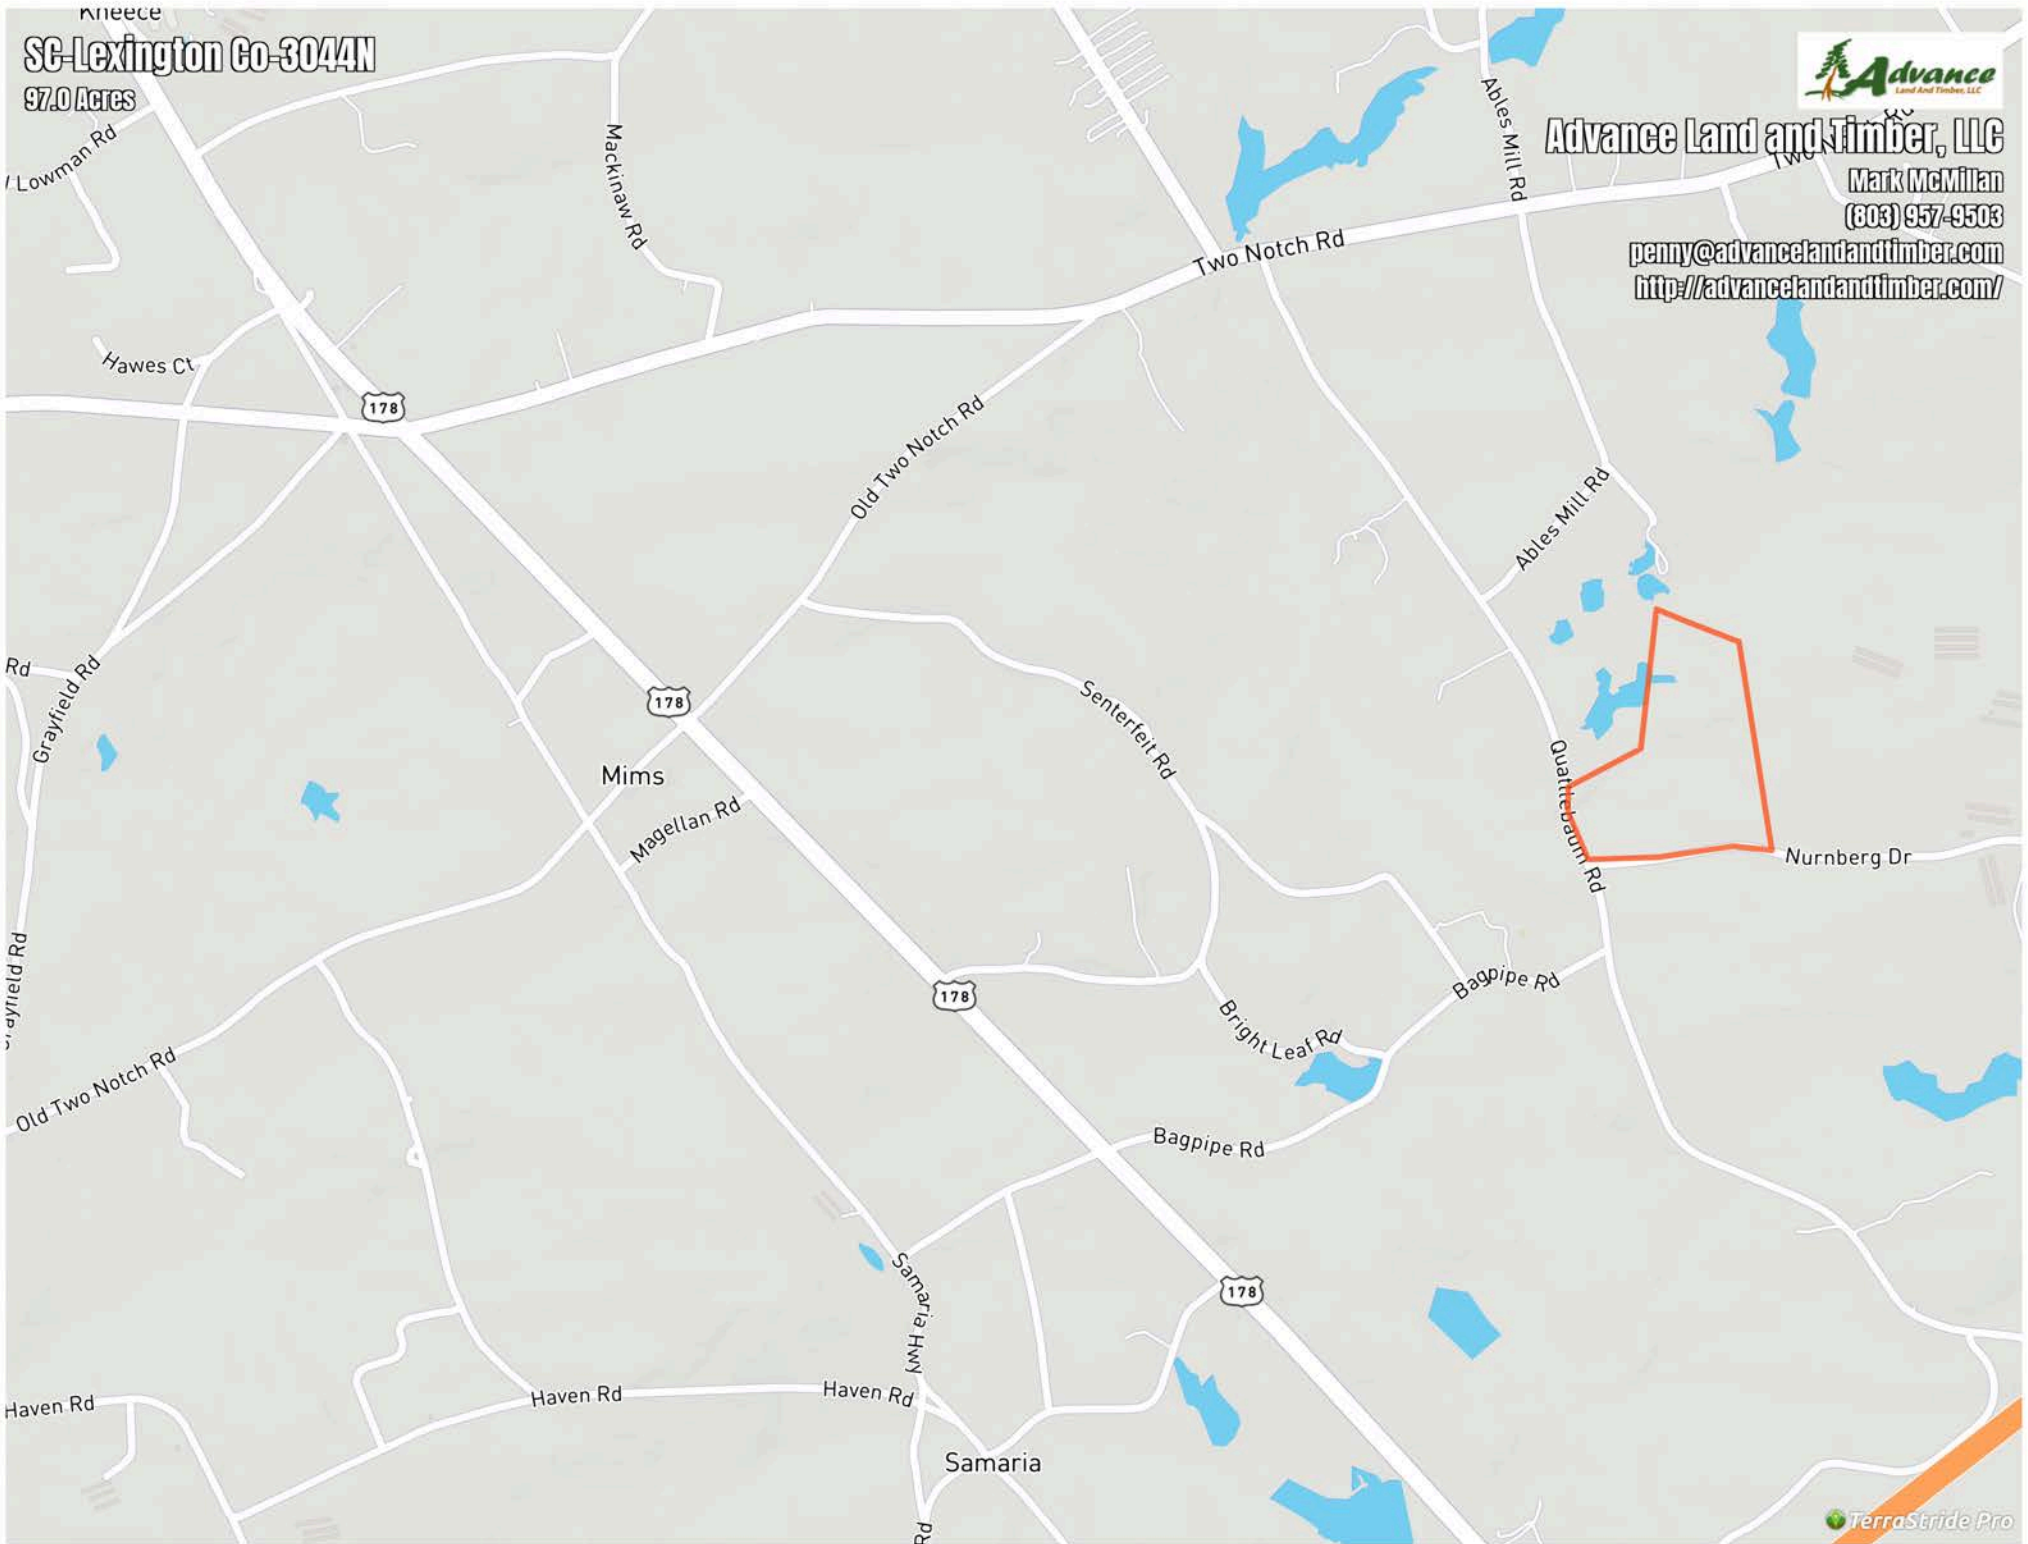 Kneece
SC-Lexington Co-3044N
97.0 Acres
Advance
Land And Timber, LLC
Advance Land and Timber, LLC
Mark McMillan
(803) 957-9503
penny@advancelandandtimber.com
http://advancelandandtimber.com/
Lowman Rd
Mackinaw Rd
Ables Mill Rd
Two Notch Rd
Hawes Ct
178
Old Two Notch Rd
Ables Mill Rd
Rd
Grayfield Rd
178
Senterfeit Rd
Mims
Quattlebaum Rd
Magellan Rd
Nurnberg Dr
Grayfield Rd
178
Bagpipe Rd
Bright Leaf Rd
Old Two Notch Rd
Bagpipe Rd
Samaria Hwy
178
Haven Rd
Haven Rd
Haven Rd
Samaria
Rd
TerraStride Pro